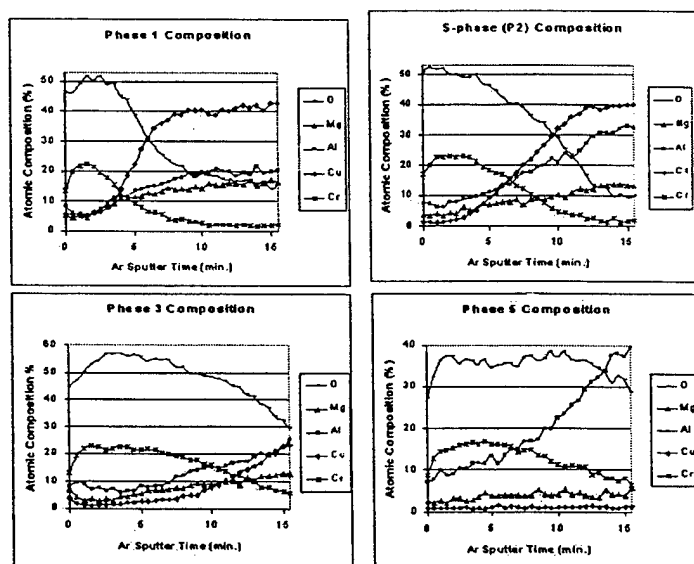 Phase 1 Composition
Atomic Composition (%)
50
40
30
20
10
0
0 5 10 15
Ar Sputter Time (min.)
O
Mg
Al
Cu
Cr
S-phase (P2) Composition
Atomic Composition (%)
50
40
30
20
10
0
0 5 10 15
Ar Sputter Time (min.)
O
Mg
Al
Cu
Cr
Phase 3 Composition
Atomic Composition %
60
50
40
30
20
10
0
0 5 10 15
Ar Sputter Time (min.)
O
Mg
Al
Cu
Cr
Phase Composition
Atomic Composition (%)
40
30
20
10
0
0 5 10 15
Ar Sputter Time (min.)
O
Mg
Al
Cu
Cr